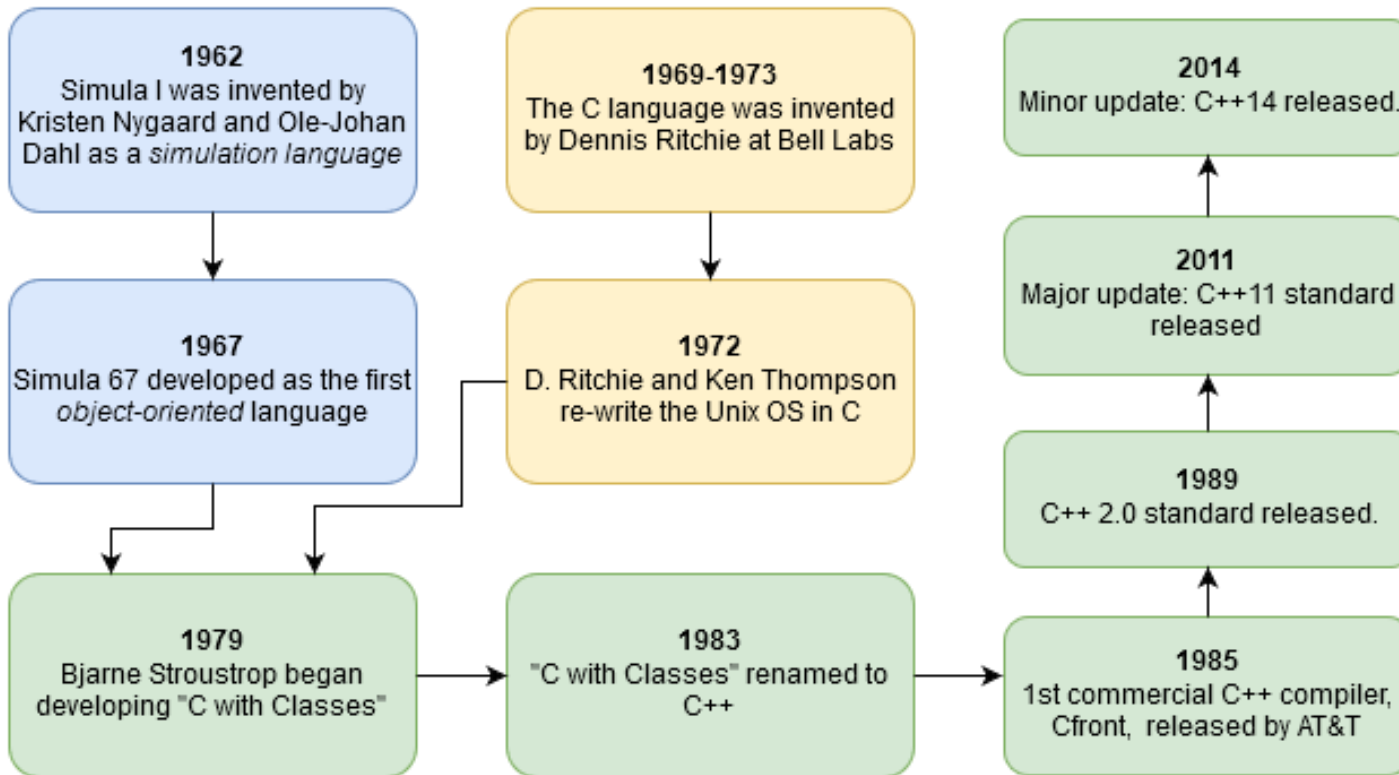 1962
Simula I was invented by
Kristen Nygaard and Ole-Johan
Dahl as a simulation language
1967
Simula 67 developed as the first
object-oriented language
1969-1973
The C language was invented
by Dennis Ritchie at Bell Labs
1972
D. Ritchie and Ken Thompson
re-write the Unix OS in C
1979
Bjarne Stroustrop began
developing "C with Classes"
1983
"C with Classes" renamed to
C++
1985
1st commercial C++ compiler,
Cfront, released by AT&T
1989
C++ 2.0 standard released.
2011
Major update: C++11 standard
released
2014
Minor update: C++14 released.